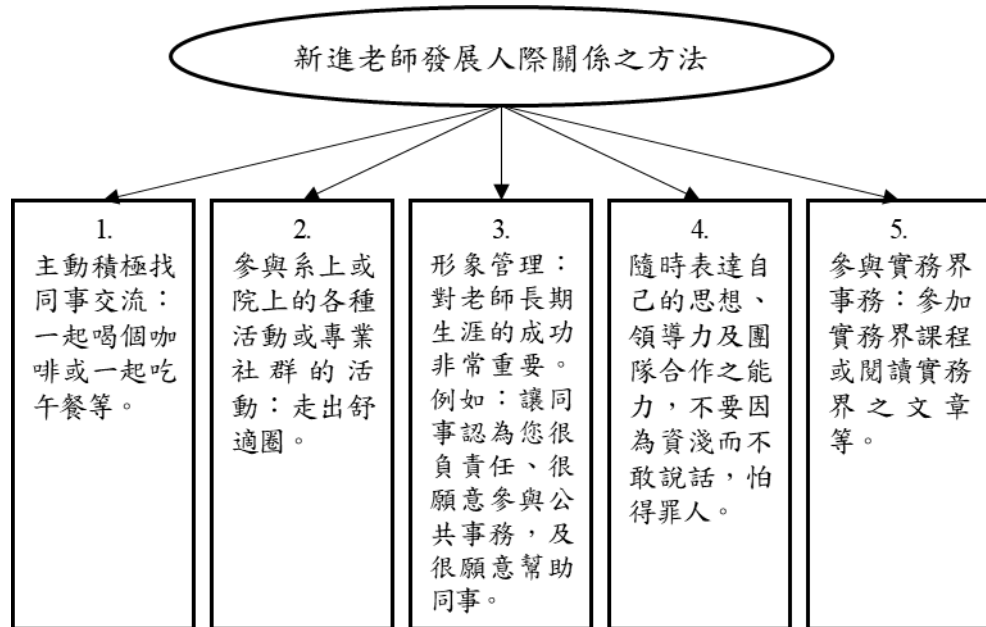 新進老師發展人際關係之方法
1.
主動積極找
同事交流：
一起喝個咖
啡或一起吃
午餐等。
2.
參與系上或
院上的各種
活動或專業
社群的活
動：走出舒
適圈。
3.
形象管理：
對老師長期
生涯的成功
非常重要。
例如：讓同
事認為您很
負責任、很
願意參與公
共事務，及
很願意幫助
同事。
4.
隨時表達自
己的思想、
領導力及團
隊合作之能
力，不要因
為資淺而不
敢說話，怕
得罪人。
5.
參與實務界
事務：參加
實務界課程
或閱讀實務
界之文章
等。